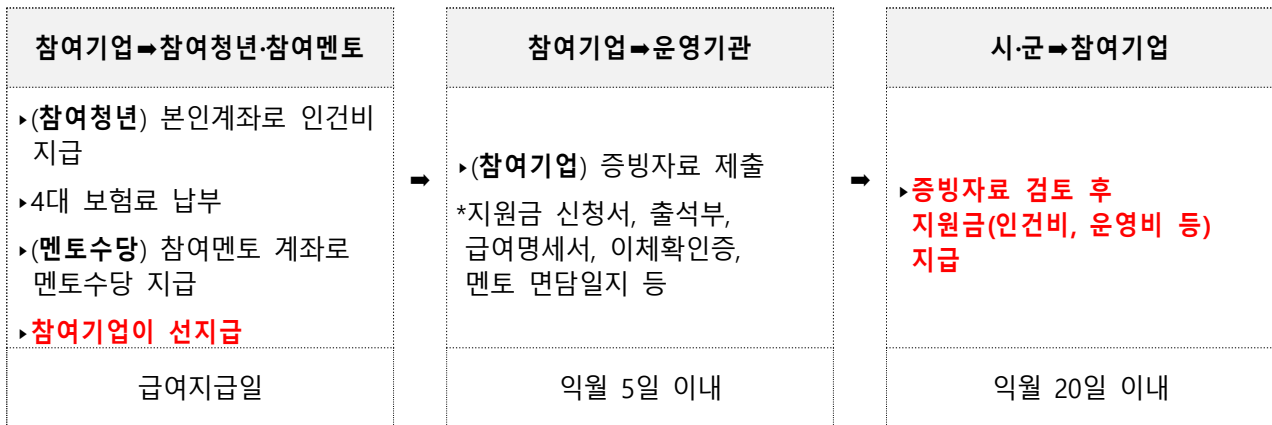 참여기업➡참여청년·참여멘토
▸(참여청년) 본인계좌로 인건비
지급
▸4대 보험료 납부
▸(멘토수당) 참여멘토 계좌로
멘토수당 지급
▸참여기업이 선지급
급여지급일
➡
참여기업➡운영기관
▸(참여기업) 증빙자료 제출
*지원금 신청서, 출석부,
급여명세서, 이체확인증,
멘토 면담일지 등
익월 5일 이내
➡
시·군➡참여기업
▸증빙자료 검토 후
지원금(인건비, 운영비 등)
지급
익월 20일 이내